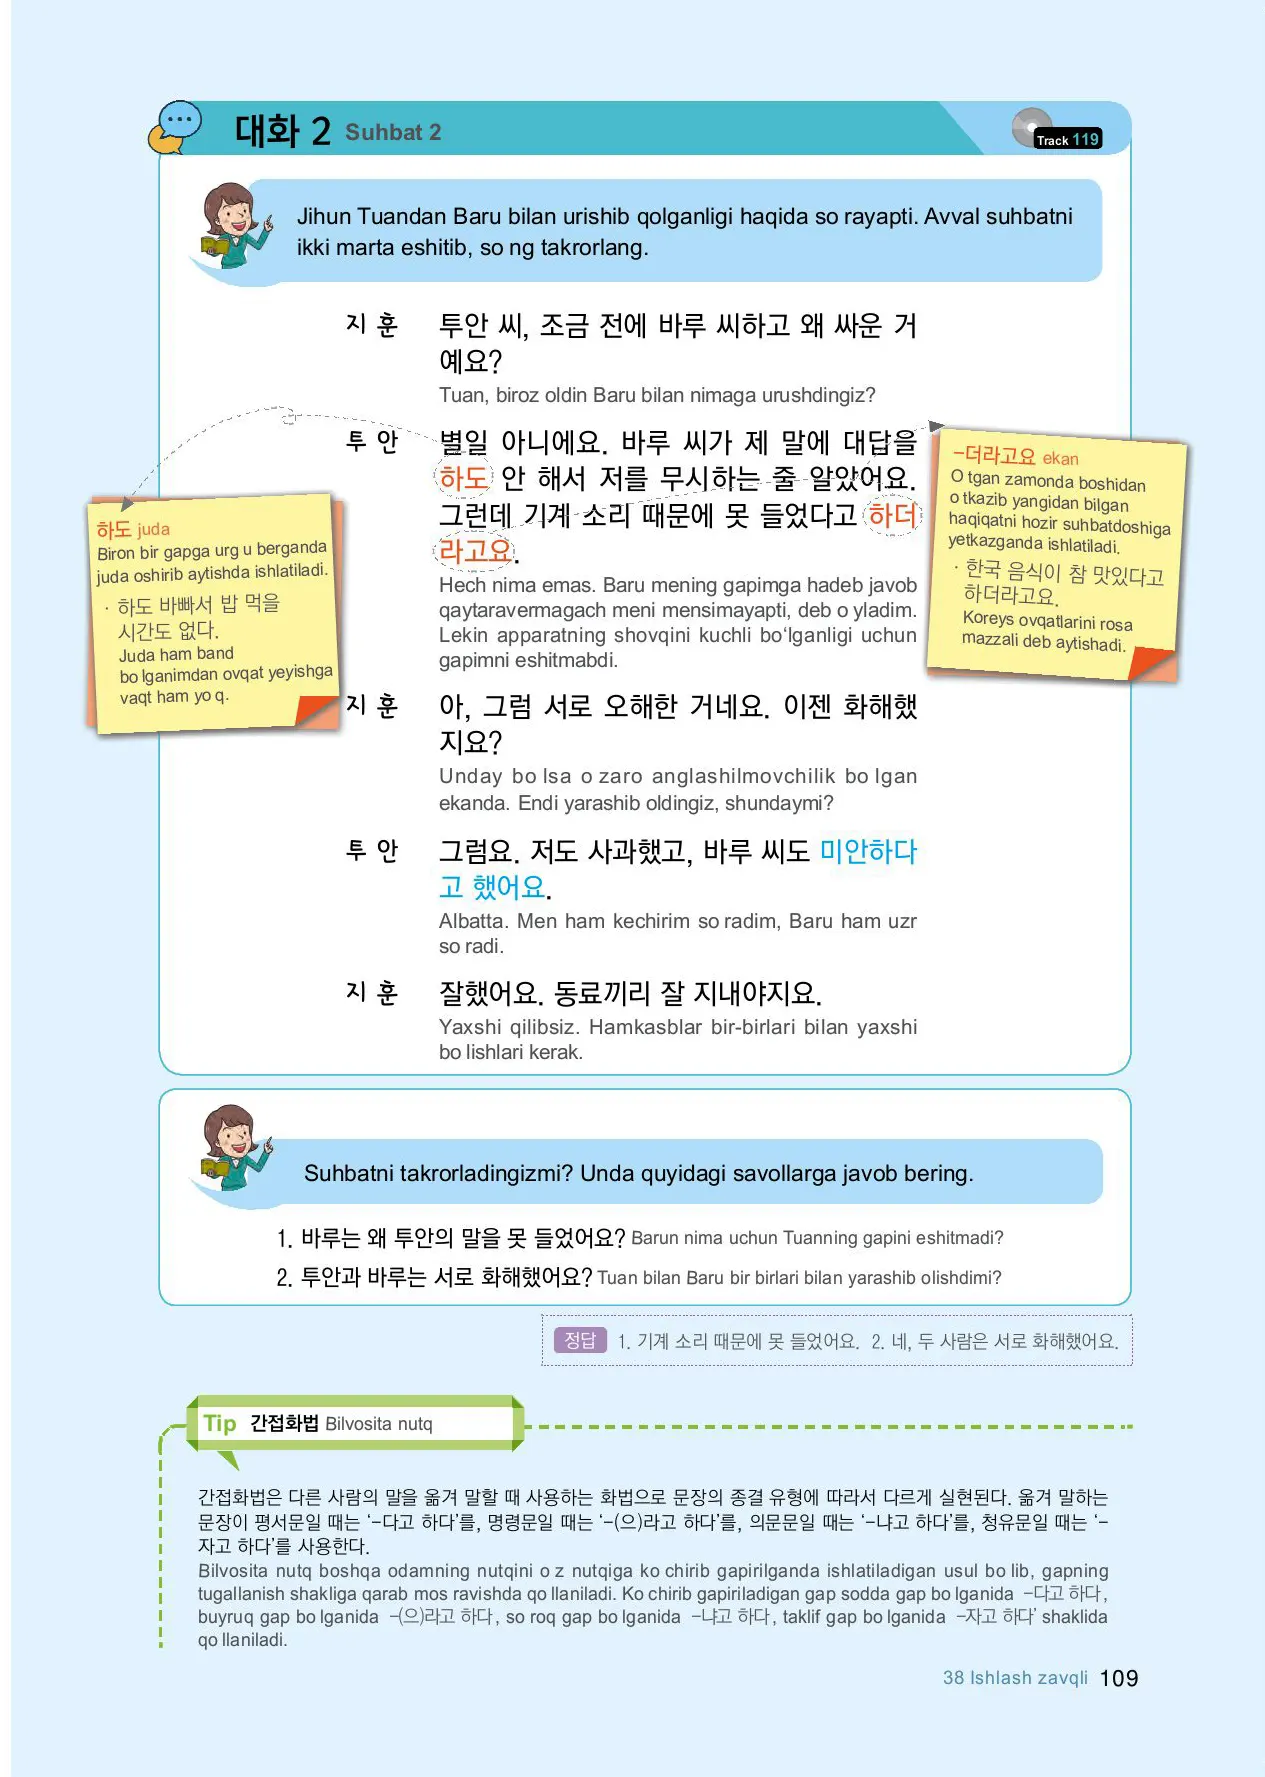 대화 2 Suhbat 2
Track 119
Jihun Tuandan Baru bilan urishib qolganligi haqida so rayapti. Avval suhbatni
ikki marta eshitib, so ng takrorlang.
지 훈 투안 씨, 조금 전에 바루 씨하고 왜 싸운 거
예요?
Tuan, biroz oldin Baru bilan nimaga urushdingiz?
투 안 별일 아니에요. 바루 씨가 제 말에 대답을
하도 안 해서 저를 무시하는 줄 알았어요.
그런데 기계 소리 때문에 못 들었다고 하더
라고요.
Hech nima emas. Baru mening gapimga hadeb javob
qaytaravermagach meni mensimayapti, deb o yladim.
Lekin apparatning shovqini kuchli bo‘lganligi uchun
gapimni eshitmabdi.
하도 juda
Biron bir gapga urg u berganda
juda oshirib aytishda ishlatiladi.
· 하도 바빠서 밥 먹을
시간도 없다.
Juda ham band
bo lganimdan ovqat yeyishga
vaqt ham yo q.
-더라고요 ekan
O tgan zamonda boshidan
o tkazib yangidan bilgan
haqiqatni hozir suhbatdoshiga
yetkazganda ishlatiladi.
· 한국 음식이 참 맛있다고
하더라고요.
Koreys ovqatlarini rosa
mazzali deb aytishadi.
지 훈 아, 그럼 서로 오해한 거네요. 이젠 화해했
지요?
Unday bo lsa o zaro anglashilmovchilik bo lgan
ekanda. Endi yarashib oldingiz, shundaymi?
투 안 그럼요. 저도 사과했고, 바루 씨도 미안하다
고 했어요.
Albatta. Men ham kechirim so radim, Baru ham uzr
so radi.
지 훈 잘했어요. 동료끼리 잘 지내야지요.
Yaxshi qilibsiz. Hamkasblar bir-birlari bilan yaxshi
bo lishlari kerak.
Suhbatni takrorladingizmi? Unda quyidagi savollarga javob bering.
1. 바루는 왜 투안의 말을 못 들었어요? Barun nima uchun Tuanning gapini eshitmadi?
2. 투안과 바루는 서로 화해했어요? Tuan bilan Baru bir birlari bilan yarashib olishdimi?
정답 1. 기계 소리 때문에 못 들었어요. 2. 네, 두 사람은 서로 화해했어요.
Tip 간접화법 Bilvosita nutq
간접화법은 다른 사람의 말을 옮겨 말할 때 사용하는 화법으로 문장의 종결 유형에 따라서 다르게 실현된다. 옮겨 말하는
문장이 평서문일 때는 ‘-다고 하다’를, 명령문일 때는 ‘-(으)라고 하다’를, 의문문일 때는 ‘-냐고 하다’를, 청유문일 때는 ‘-
자고 하다’를 사용한다.
Bilvosita nutq boshqa odamning nutqini o z nutqiga ko chirib gapirilganda ishlatiladigan usul bo lib, gapning
tugallanish shakliga qarab mos ravishda qo llaniladi. Ko chirib gapiriladigan gap sodda gap bo lganida -다고 하다,
buyruq gap bo lganida -(으)라고 하다, so roq gap bo lganida -냐고 하다, taklif gap bo lganida -자고 하다’ shaklida
qo llaniladi.
38 Ishlash zavqli 109